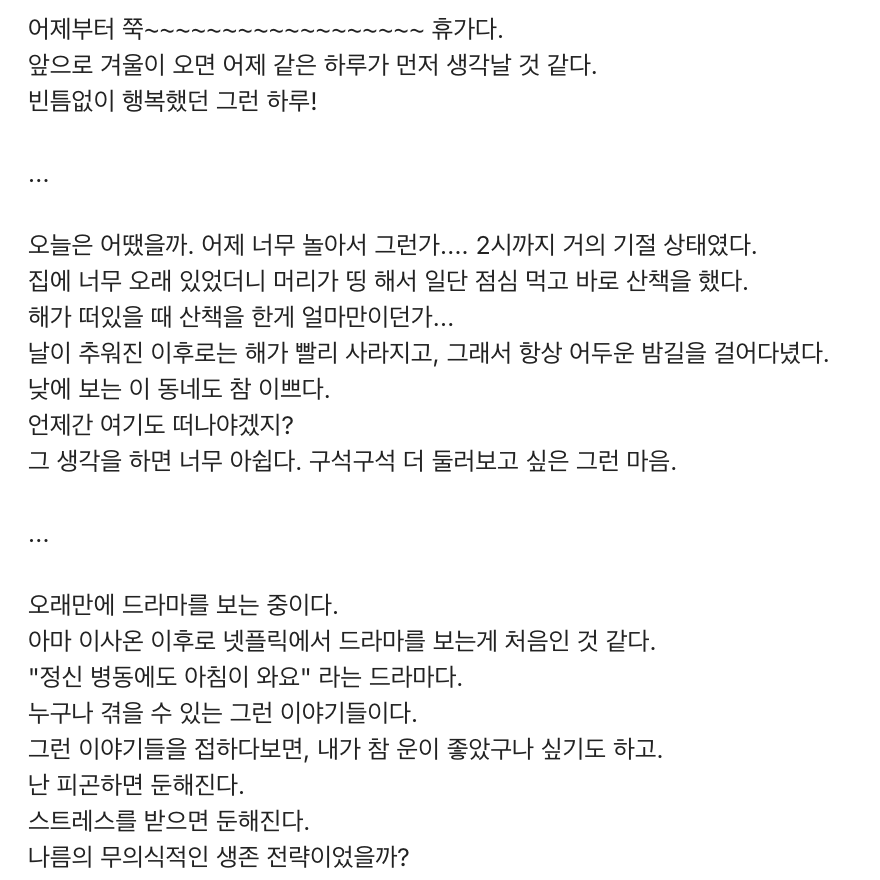 어제부터 쭉~~~~~~~~~~~~~~~~~~ 휴가다.
앞으로 겨울이 오면 어제 같은 하루가 먼저 생각날 것 같다.
빈틈없이 행복했던 그런 하루!
...
오늘은 어땠을까. 어제 너무 놀아서 그런가.... 2시까지 거의 기절 상태였다.
집에 너무 오래 있었더니 머리가 띵 해서 일단 점심 먹고 바로 산책을 했다.
해가 떠있을 때 산책을 한게 얼마만이던가...
날이 추워진 이후로는 해가 빨리 사라지고, 그래서 항상 어두운 밤길을 걸어다녔다.
낮에 보는 이 동네도 참 이쁘다.
언제간 여기도 떠나야겠지?
그 생각을 하면 너무 아쉽다. 구석구석 더 둘러보고 싶은 그런 마음.
...
오래만에 드라마를 보는 중이다.
아마 이사온 이후로 넷플릭에서 드라마를 보는게 처음인 것 같다.
"정신 병동에도 아침이 와요" 라는 드라마다.
누구나 겪을 수 있는 그런 이야기들이다.
그런 이야기들을 접하다보면, 내가 참 운이 좋았구나 싶기도 하고.
난 피곤하면 둔해진다.
스트레스를 받으면 둔해진다.
나름의 무의식적인 생존 전략이었을까?